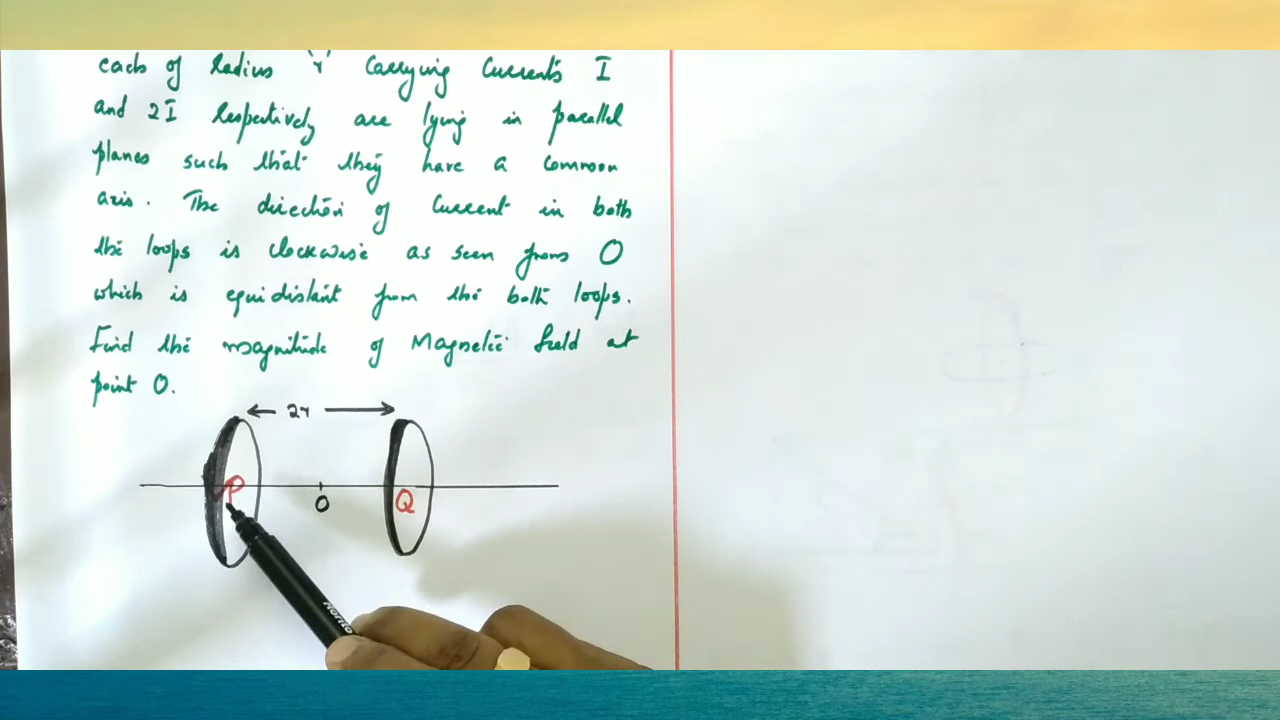 each of radius 'r' carrying currents I
and 2I respectively are lying in parallel
planes such that they have a common
axis. The direction of current in both
the loops is clockwise as seen from O
which is equidistant from the both loops.
Find the magnitude of Magnetic field at
point O.
2r
P
O
Q